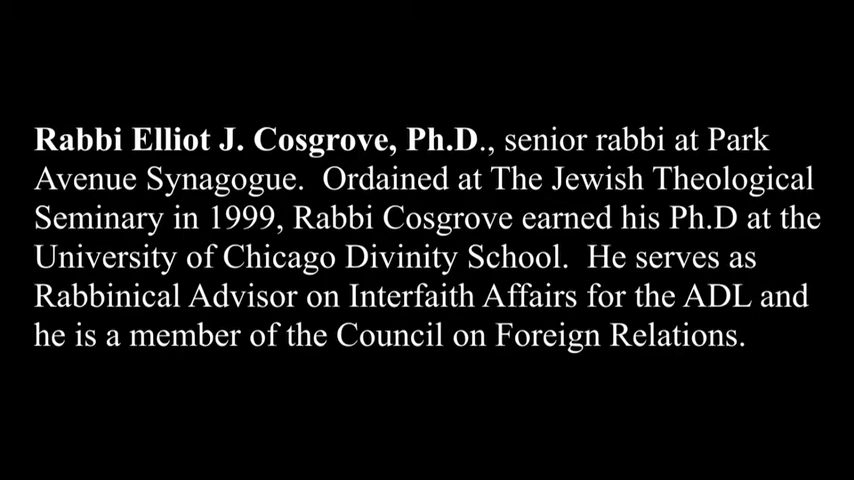 Rabbi Elliot J. Cosgrove, Ph.D., senior rabbi at Park
Avenue Synagogue.  Ordained at The Jewish Theological
Seminary in 1999, Rabbi Cosgrove earned his Ph.D at the
University of Chicago Divinity School.  He serves as
Rabbinical Advisor on Interfaith Affairs for the ADL and
he is a member of the Council on Foreign Relations.